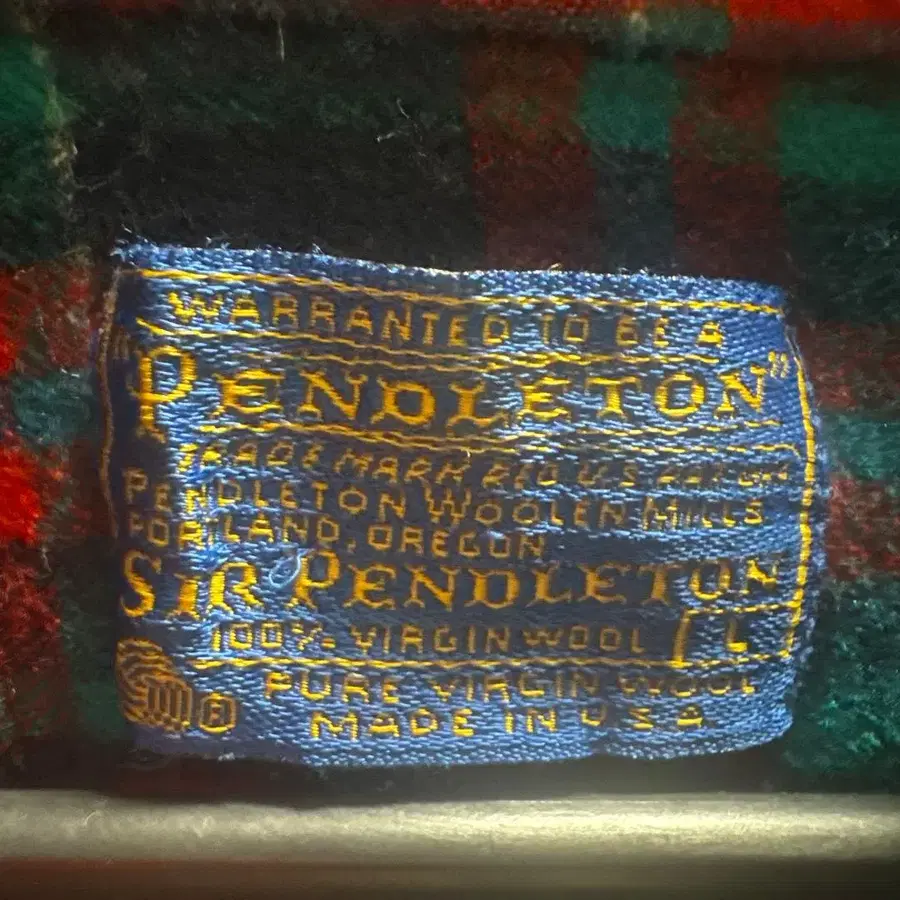 WARRANTED TO BE A
"PENDLETON"
TRADE MARK REG U.S. PAT. OFF.
PENDLETON WOOLEN MILLS
PORTLAND, OREGON
SIR PENDLETON
100% VIRGIN WOOL L
PURE VIRGIN WOOL
® MADE IN U S A